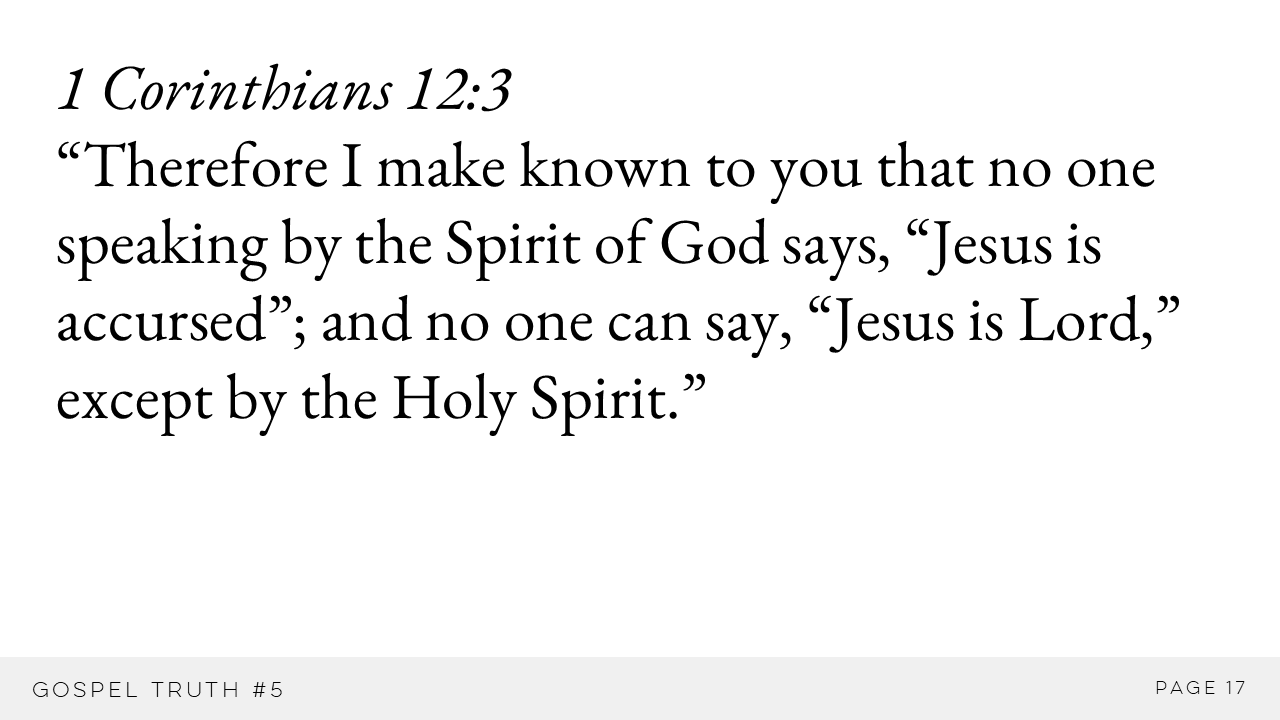 1 Corinthians 12:3
“Therefore I make known to you that no one
speaking by the Spirit of God says, “Jesus is
accursed”; and no one can say, “Jesus is Lord,”
except by the Holy Spirit.”
GOSPEL TRUTH #5
PAGE 17